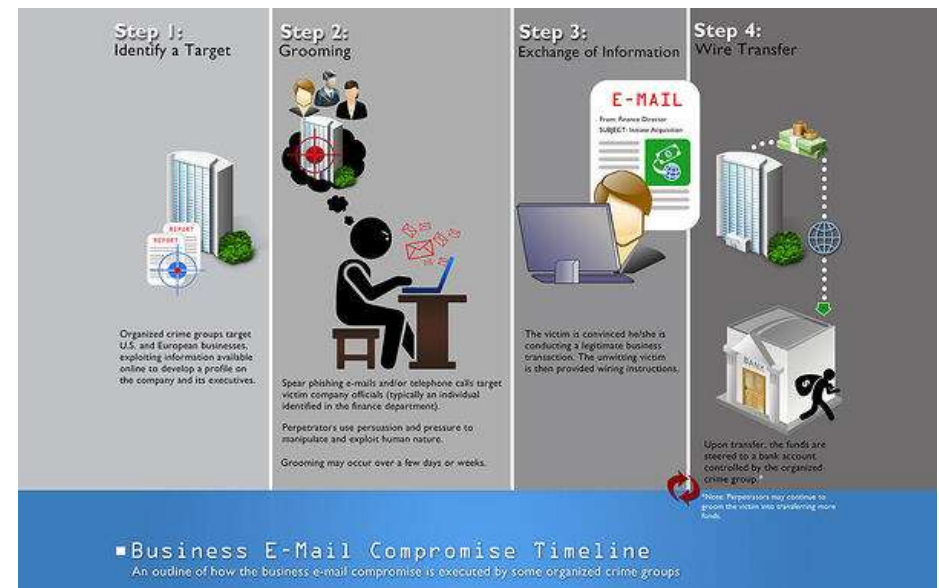 Step 1:
Identify a Target
REPORT
REPORT
Organized crime groups target
U.S. and European businesses,
exploiting information available
online to develop a profile on
the company and its executives.
Step 2:
Grooming
Spear phishing e-mails and/or telephone calls target
victim company officials (typically an individual
identified in the finance department).
Perpetrators use persuasion and pressure to
manipulate and exploit human nature.
Grooming may occur over a few days or weeks.
Step 3:
Exchange of Information
E-MAIL
From: Finance Director
SUBJECT: Initiate Acquisition
The victim is convinced he/she is
conducting a legitimate business
transaction. The unwitting victim
is then provided wiring instructions.
Step 4:
Wire Transfer
BANK
Upon transfer, the funds are
steered to a bank account
controlled by the organized
crime group.*
*Note: Perpetrators may continue to
groom the victim into transferring more
funds.
Business E-Mail Compromise Timeline
An outline of how the business e-mail compromise is executed by some organized crime groups